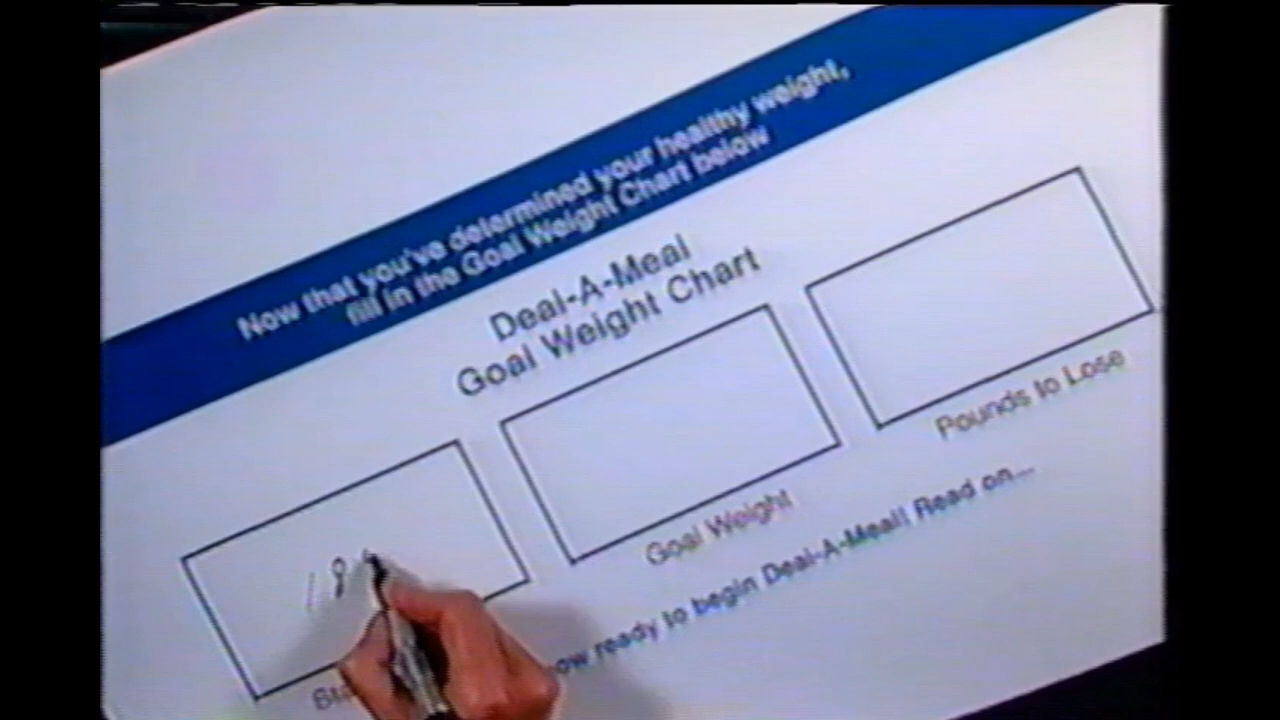 Now that you've determined your healthy weight,
fill in the Goal Weight Chart below
Deal-A-Meal
Goal Weight Chart
18
Goal Weight
Pounds to Lose
ready to begin Deal-A-Meal! Read on...